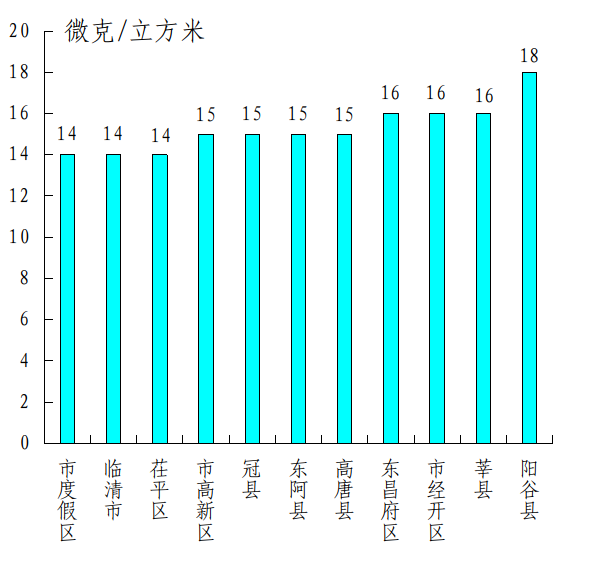 微克/立方米
20
18
16
14
12
10
8
6
4
2
0
14
14
14
15
15
15
15
16
16
16
18
市度假区
临清市
茌平区
市高新区
冠县
东阿县
高唐县
东昌府区
市经开区
莘县
阳谷县